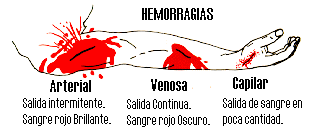 HEMORRAGIAS
Arterial
Salida intermitente.
Sangre rojo Brillante.
Venosa
Salida Continua.
Sangre rojo Oscuro.
Capilar
Salida de sangre en
poca cantidad.